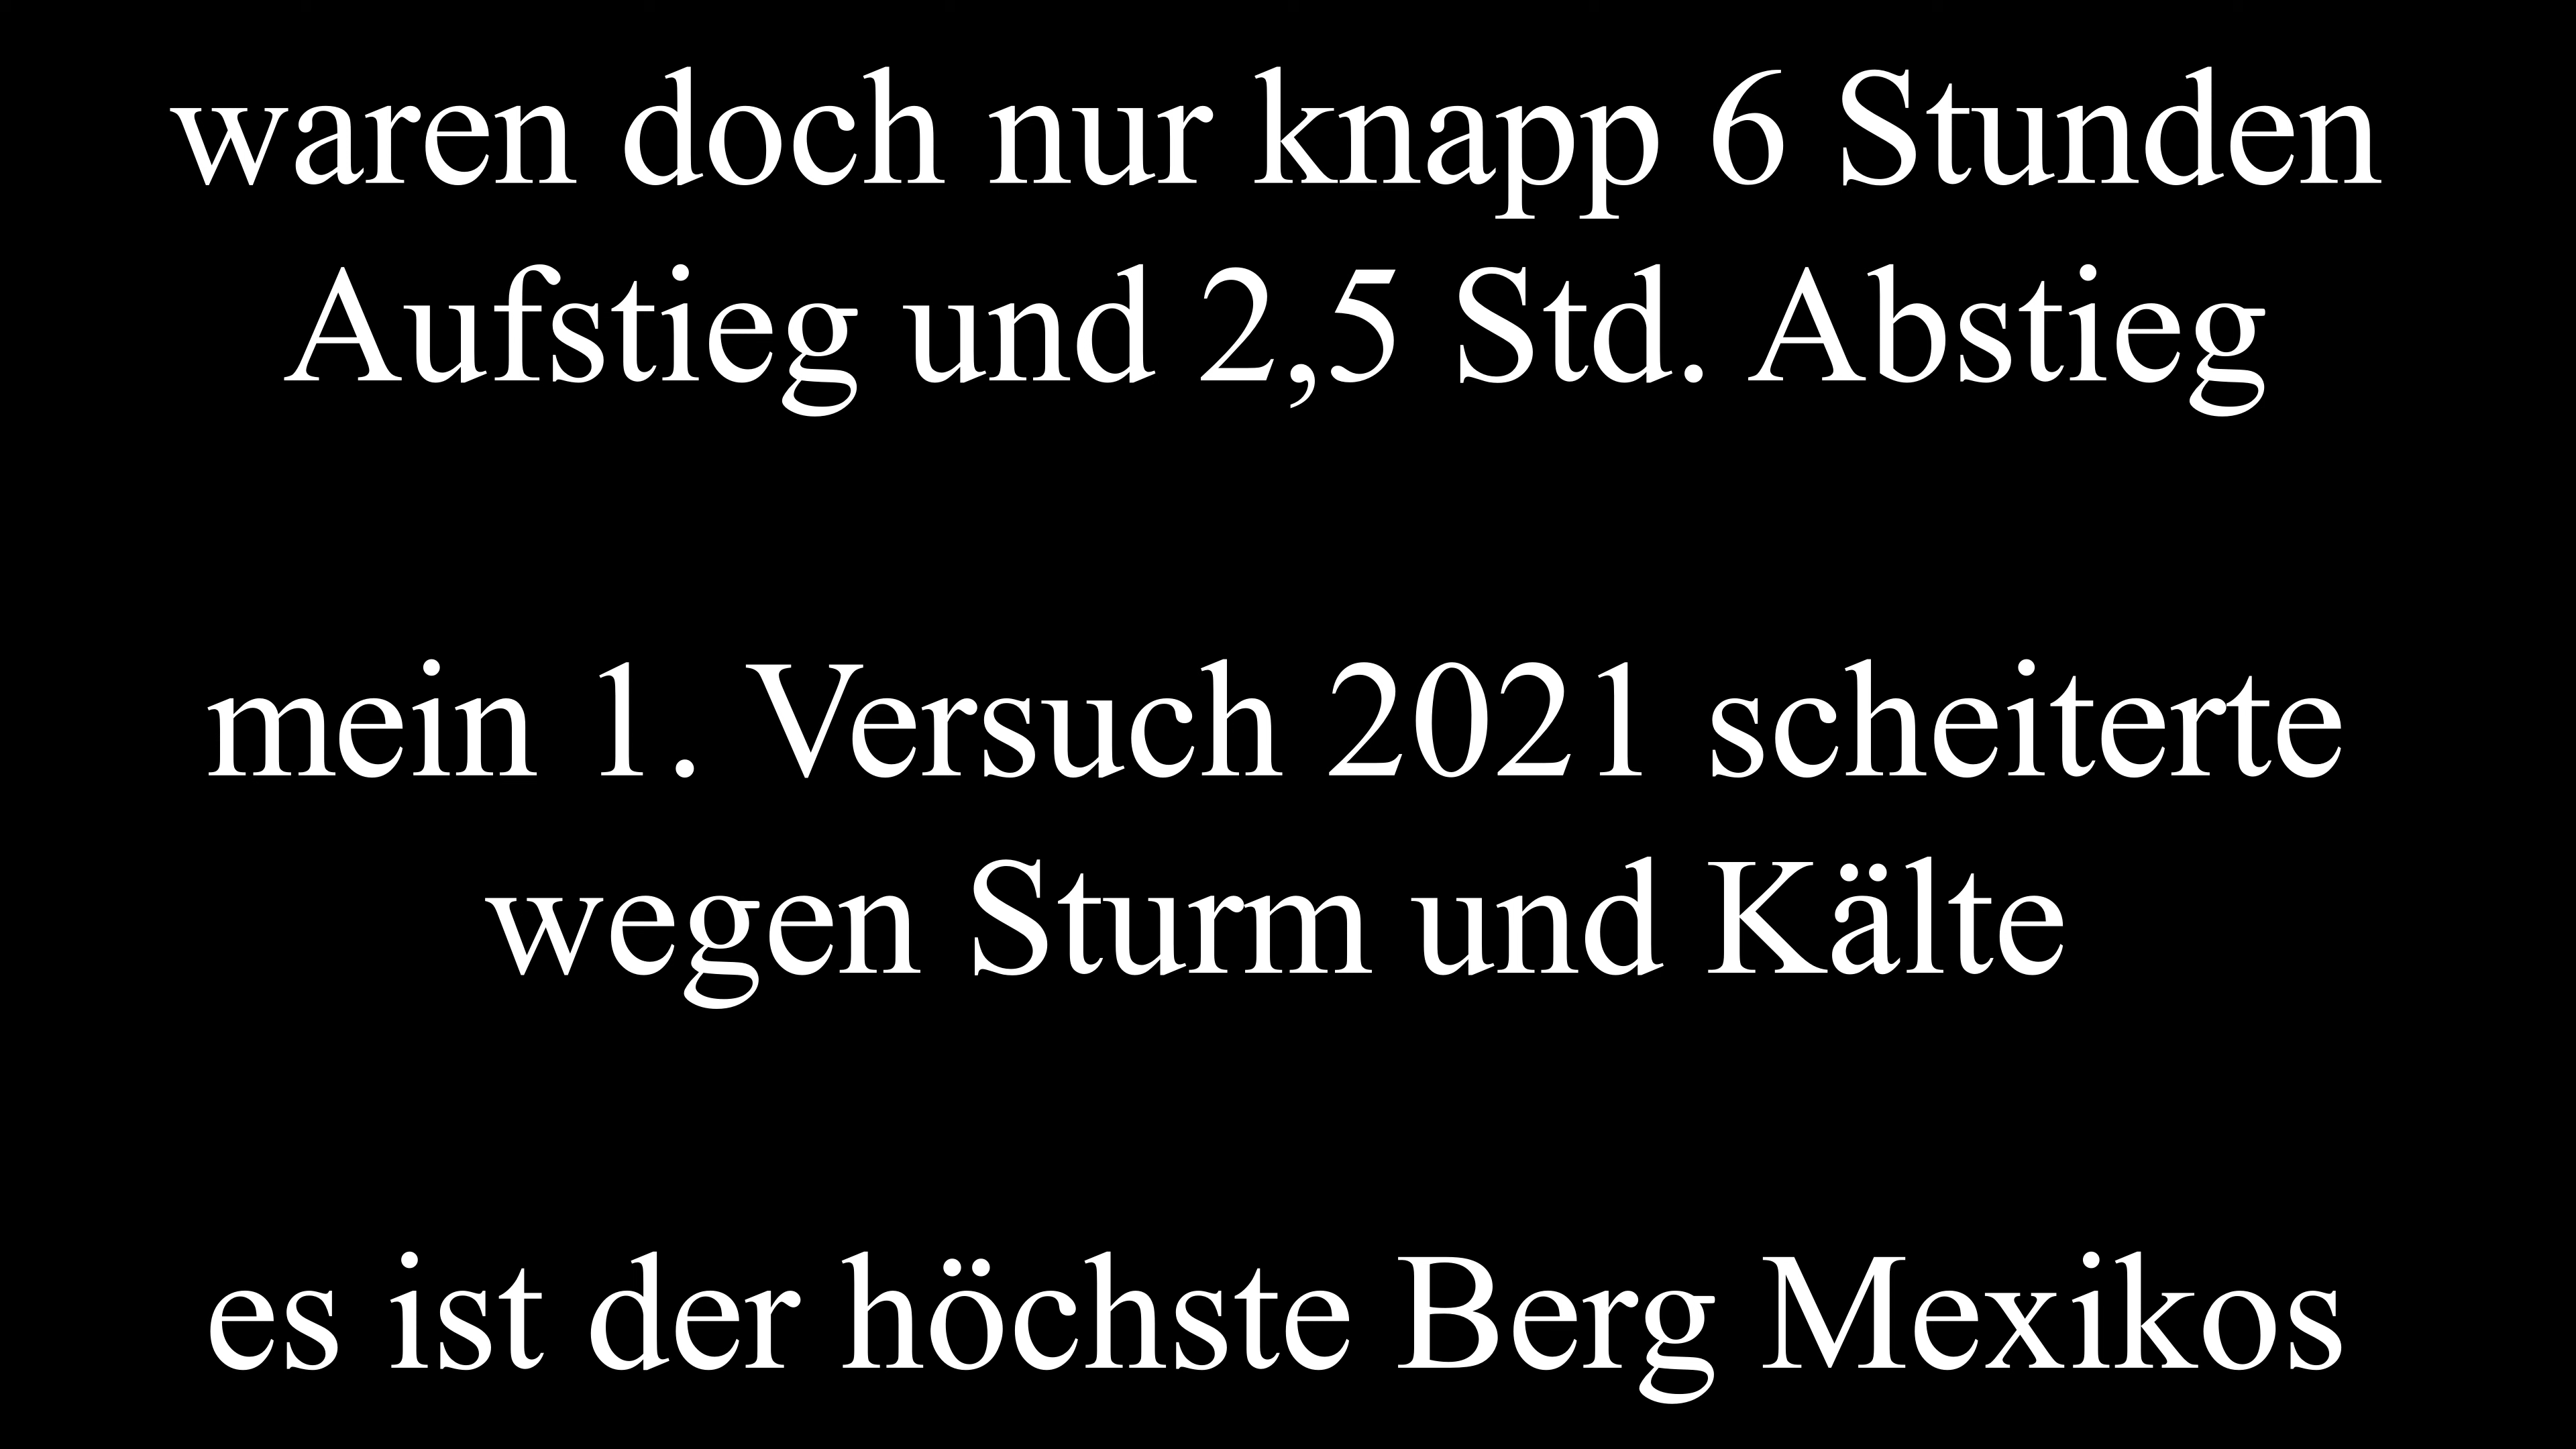 waren doch nur knapp 6 Stunden
Aufstieg und 2,5 Std. Abstieg
mein 1. Versuch 2021 scheiterte
wegen Sturm und Kälte
es ist der höchste Berg Mexikos